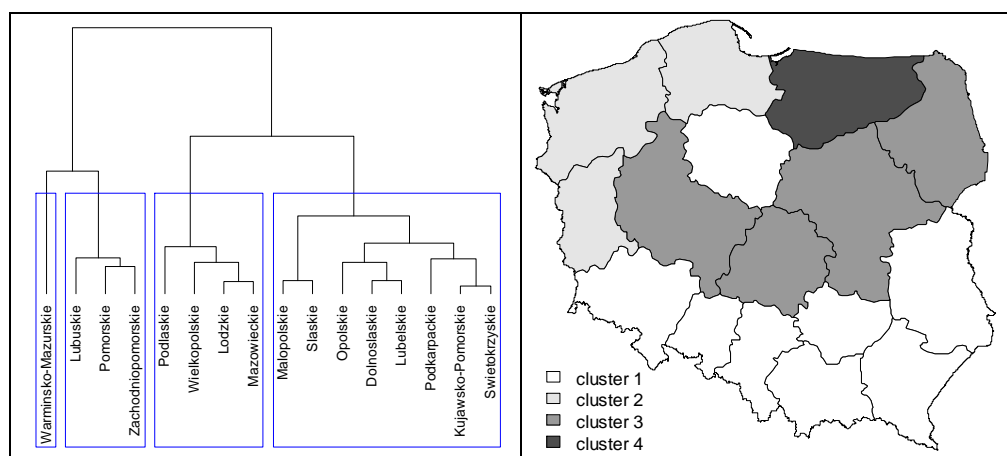 Warminsko-Mazurskie
Lubuskie
Pomorskie
Zachodniopomorskie
Podlaskie
Wielkopolskie
Lodzkie
Mazowieckie
Malopolskie
Slaskie
Opolskie
Dolnoslaskie
Lubelskie
Podkarpackie
Kujawsko-Pomorskie
Swietokrzyskie
cluster 1
cluster 2
cluster 3
cluster 4